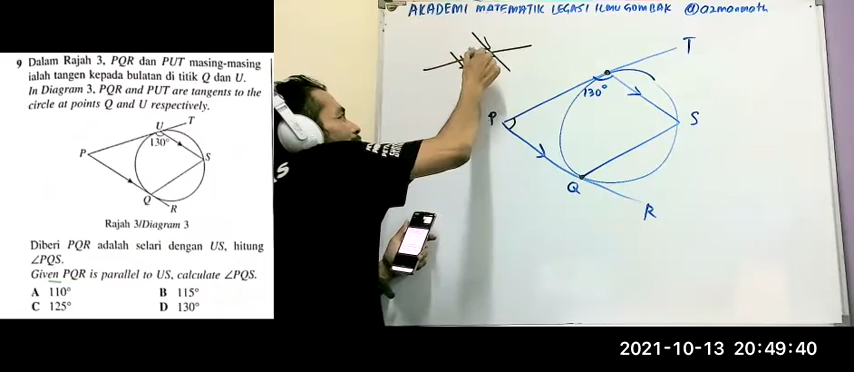 AKADEMI MATEMATIK LEGASI ILMU GOMBAK @azmanmath
9 Dalam Rajah 3, PQR dan PUT masing-masing
ialah tangen kepada bulatan di titik Q dan U.
In Diagram 3, PQR and PUT are tangents to the
circle at points Q and U respectively.
T
U
130°
P
S
Q
R
Rajah 3/Diagram 3
Diberi PQR adalah selari dengan US, hitung
∠PQS.
Given PQR is parallel to US, calculate ∠PQS.
A 110° B 115°
C 125° D 130°
T
130°
P
S
Q
R
2021-10-13 20:49:40